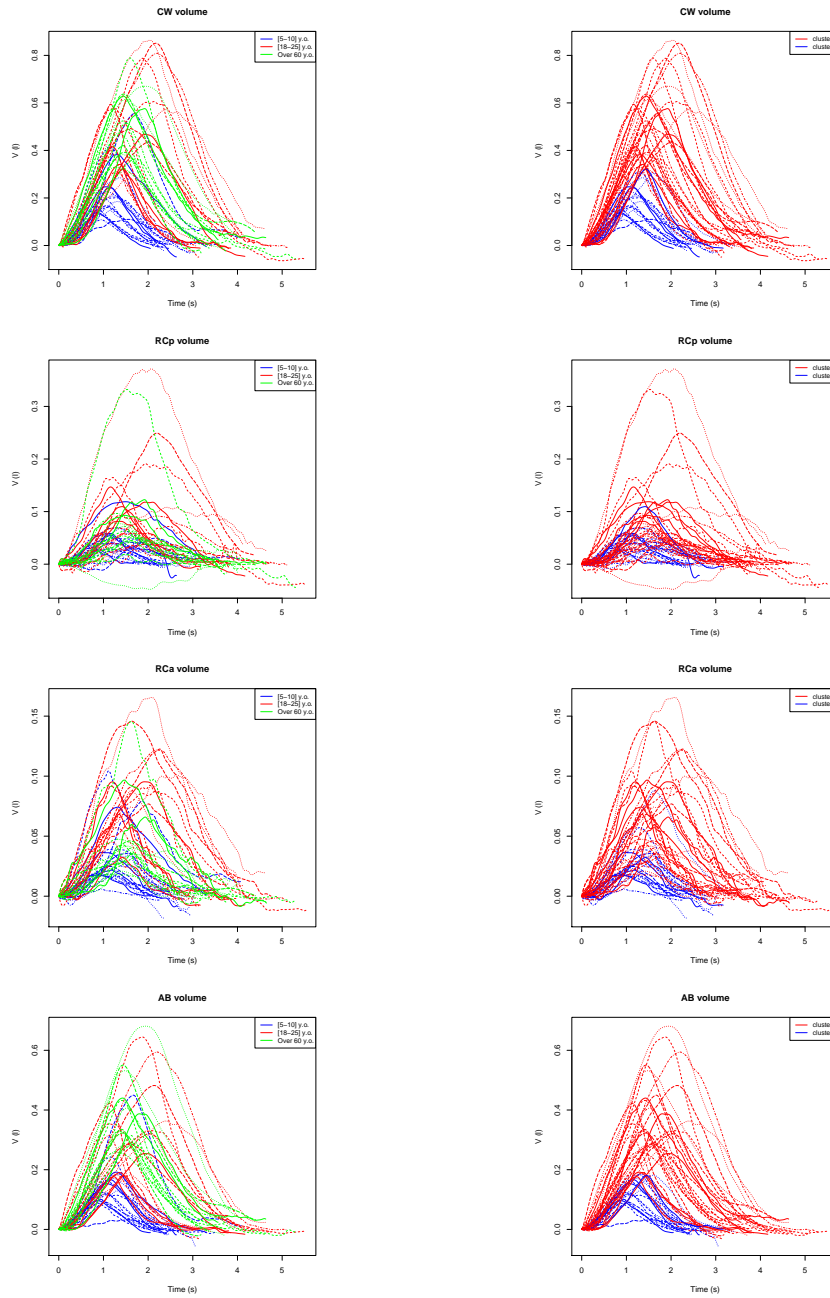 CW volume
V (l)
0.8
0.6
0.4
0.2
0.0
[5−10] y.o.
[18−25] y.o.
Over 60 y.o.
0 1 2 3 4 5
Time (s)
CW volume
V (l)
0.8
0.6
0.4
0.2
0.0
cluste
cluste
0 1 2 3 4 5
Time (s)
RCp volume
V (l)
0.3
0.2
0.1
0.0
[5−10] y.o.
[18−25] y.o.
Over 60 y.o.
0 1 2 3 4 5
Time (s)
RCp volume
V (l)
0.3
0.2
0.1
0.0
cluste
cluste
0 1 2 3 4 5
Time (s)
RCa volume
V (l)
0.15
0.10
0.05
0.00
[5−10] y.o.
[18−25] y.o.
Over 60 y.o.
0 1 2 3 4 5
Time (s)
RCa volume
V (l)
0.15
0.10
0.05
0.00
cluste
cluste
0 1 2 3 4 5
Time (s)
AB volume
V (l)
0.6
0.4
0.2
0.0
[5−10] y.o.
[18−25] y.o.
Over 60 y.o.
0 1 2 3 4 5
Time (s)
AB volume
V (l)
0.6
0.4
0.2
0.0
cluste
cluste
0 1 2 3 4 5
Time (s)